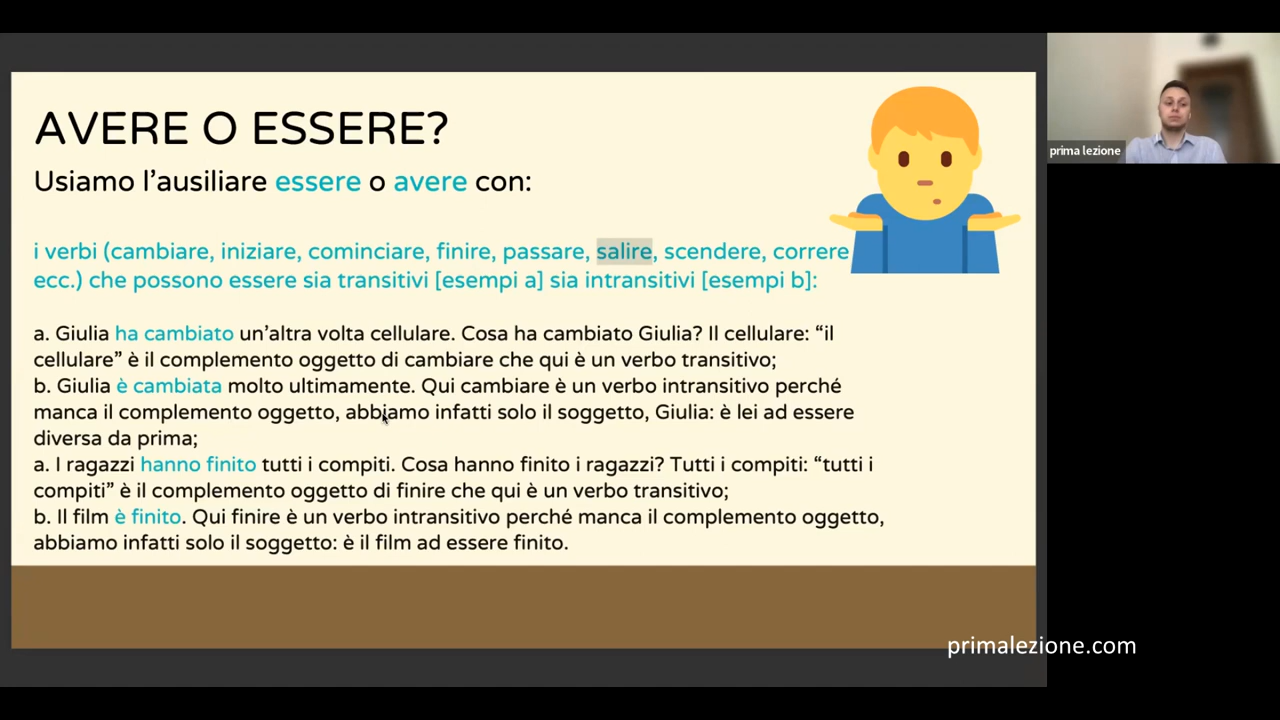 AVERE O ESSERE?
Usiamo l'ausiliare essere o avere con:
i verbi (cambiare, iniziare, cominciare, finire, passare, salire, scendere, correre
ecc.) che possono essere sia transitivi [esempi a] sia intransitivi [esempi b]:
a. Giulia ha cambiato un'altra volta cellulare. Cosa ha cambiato Giulia? Il cellulare: “il
cellulare” è il complemento oggetto di cambiare che qui è un verbo transitivo;
b. Giulia è cambiata molto ultimamente. Qui cambiare è un verbo intransitivo perché
manca il complemento oggetto, abbiamo infatti solo il soggetto, Giulia: è lei ad essere
diversa da prima;
a. I ragazzi hanno finito tutti i compiti. Cosa hanno finito i ragazzi? Tutti i compiti: “tutti i
compiti” è il complemento oggetto di finire che qui è un verbo transitivo;
b. Il film è finito. Qui finire è un verbo intransitivo perché manca il complemento oggetto,
abbiamo infatti solo il soggetto: è il film ad essere finito.
prima lezione
primalezione.com